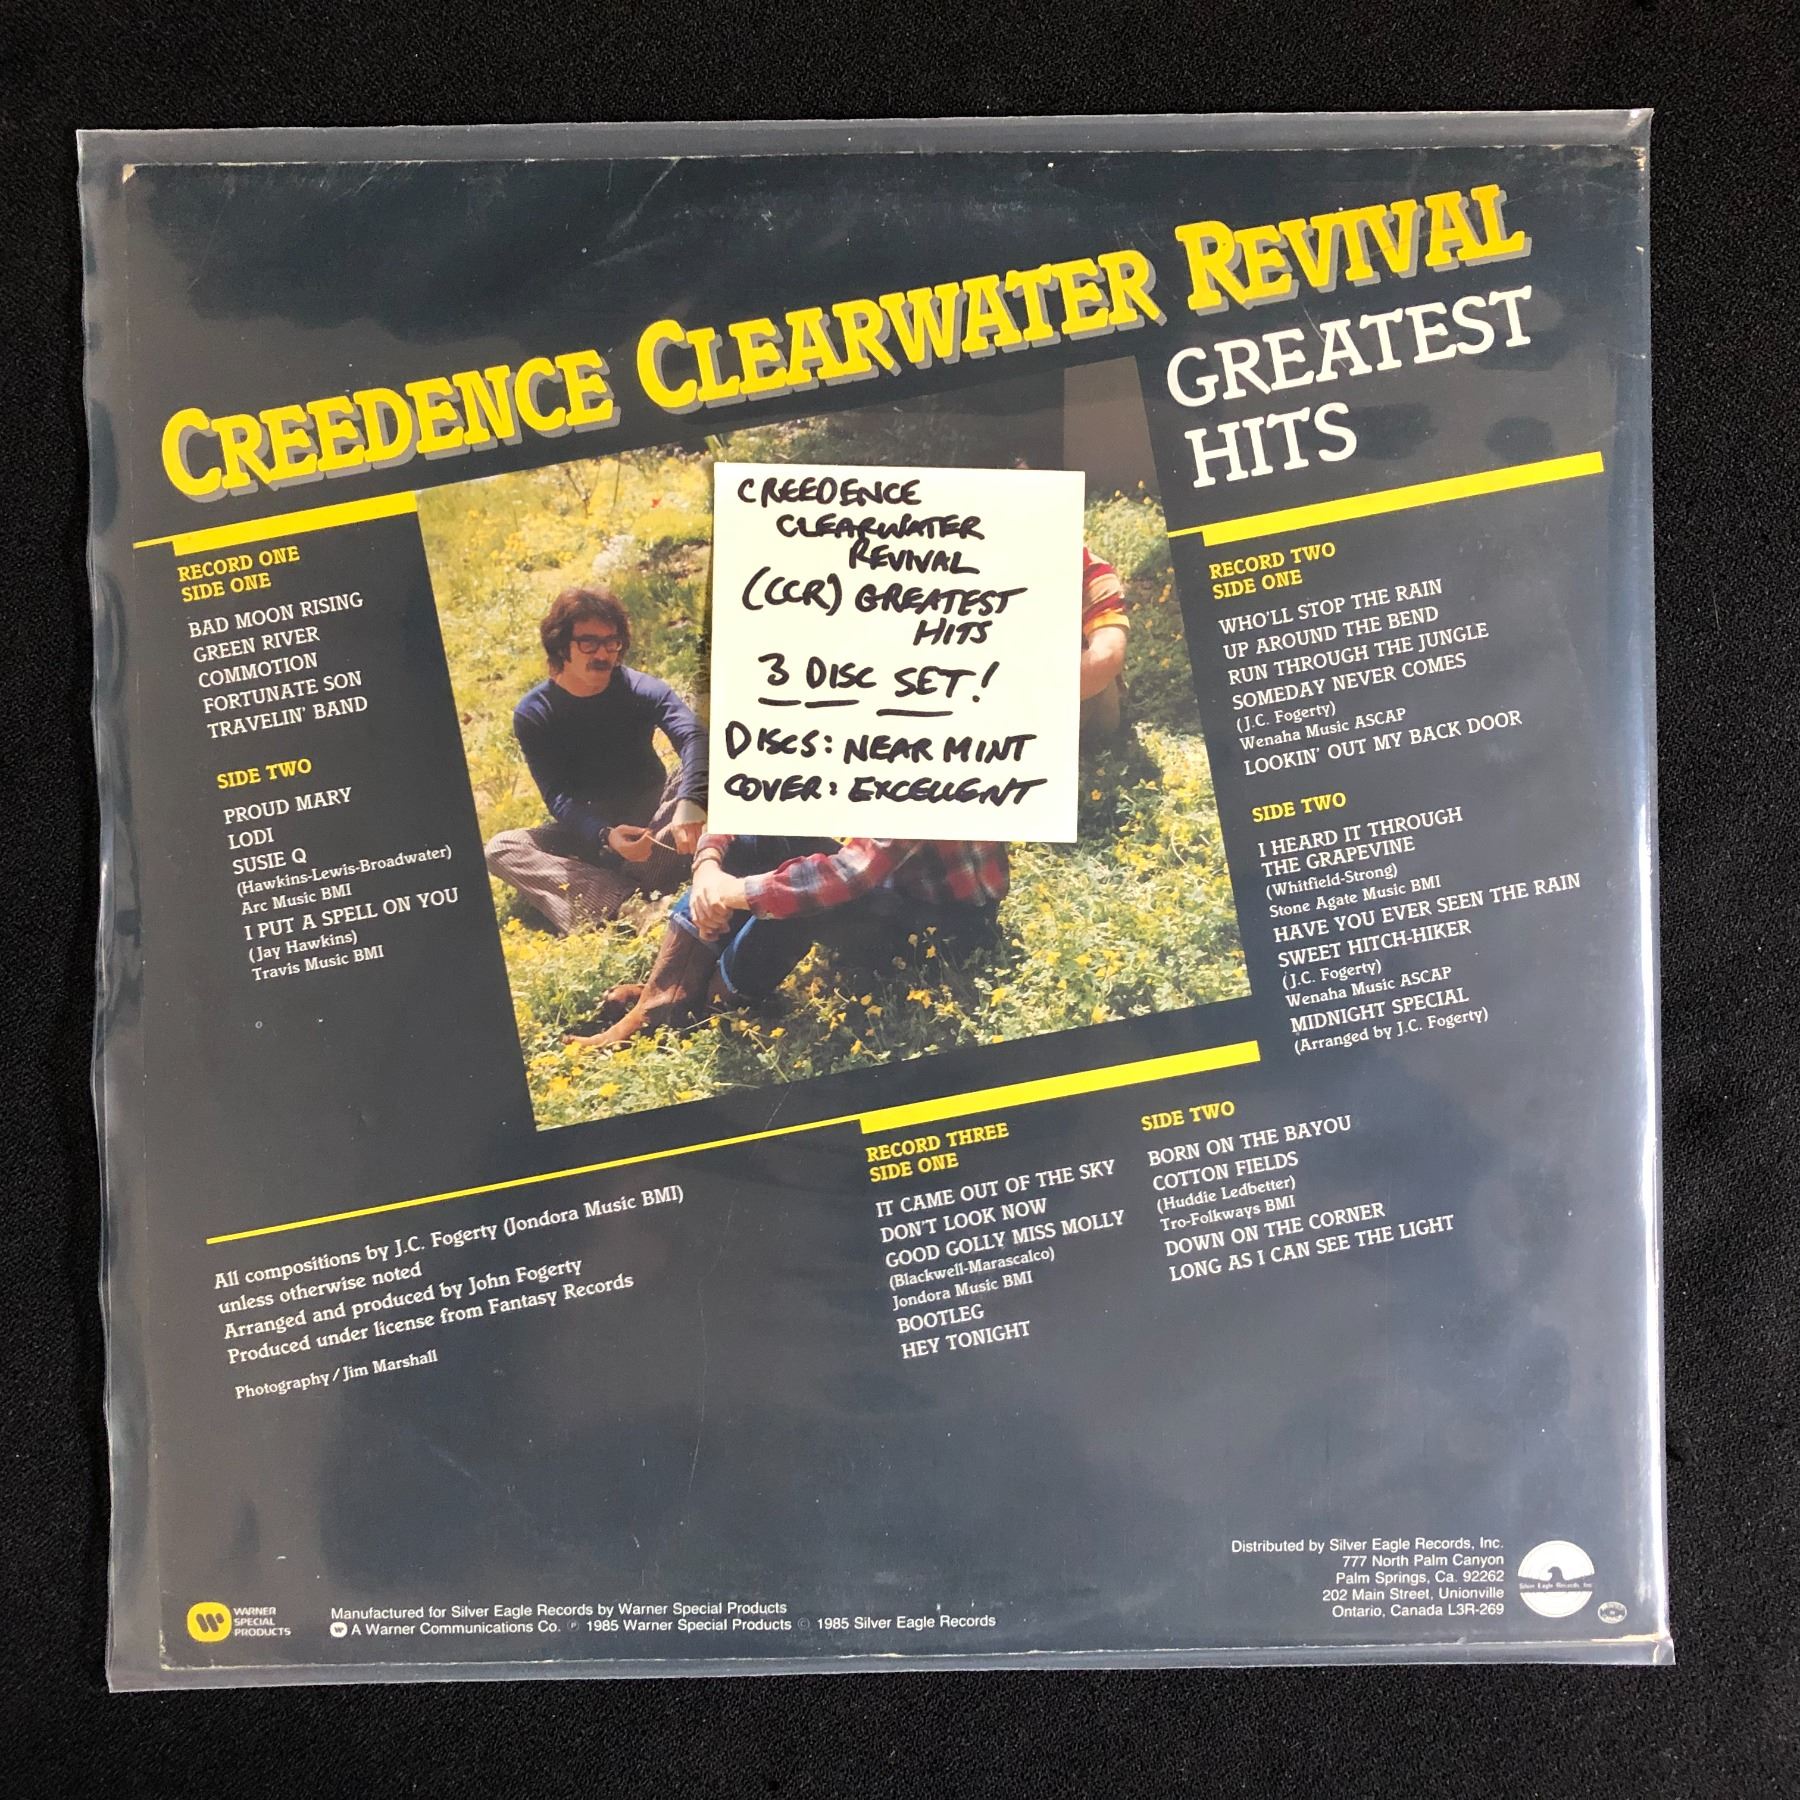 CREEDENCE CLEARWATER REVIVAL
GREATEST
HITS
CREEDENCE
CLEARWATER
REVIVAL
(CCR) GREATEST
HITS
3 DISC SET!
DISCS: NEAR MINT
COVER: EXCELLENT
RECORD ONE
SIDE ONE
BAD MOON RISING
GREEN RIVER
COMMOTION
FORTUNATE SON
TRAVELIN' BAND
SIDE TWO
PROUD MARY
LODI
SUSIE Q
(Hawkins-Lewis-Broadwater)
Arc Music BMI
I PUT A SPELL ON YOU
(Jay Hawkins)
Travis Music BMI
RECORD TWO
SIDE ONE
WHO'LL STOP THE RAIN
UP AROUND THE BEND
RUN THROUGH THE JUNGLE
SOMEDAY NEVER COMES
(J.C. Fogerty)
Wenaha Music ASCAP
LOOKIN' OUT MY BACK DOOR
SIDE TWO
I HEARD IT THROUGH
THE GRAPEVINE
(Whitfield-Strong)
Stone Agate Music BMI
HAVE YOU EVER SEEN THE RAIN
SWEET HITCH-HIKER
(J.C. Fogerty)
Wenaha Music ASCAP
MIDNIGHT SPECIAL
(Arranged by J.C. Fogerty)
RECORD THREE
SIDE ONE
IT CAME OUT OF THE SKY
DON'T LOOK NOW
GOOD GOLLY MISS MOLLY
(Blackwell-Marascalco)
Jondora Music BMI
BOOTLEG
HEY TONIGHT
SIDE TWO
BORN ON THE BAYOU
COTTON FIELDS
(Huddie Ledbetter)
Tro-Folkways BMI
DOWN ON THE CORNER
LONG AS I CAN SEE THE LIGHT
All compositions by J.C. Fogerty (Jondora Music BMI)
unless otherwise noted
Arranged and produced by John Fogerty
Produced under license from Fantasy Records
Photography/Jim Marshall
WARNER
SPECIAL
PRODUCTS
Manufactured for Silver Eagle Records by Warner Special Products
A Warner Communications Co. ℗ 1985 Warner Special Products © 1985 Silver Eagle Records
Distributed by Silver Eagle Records, Inc.
777 North Palm Canyon
Palm Springs, Ca. 92262
202 Main Street, Unionville
Ontario, Canada L3R-269
Silver Eagle Records, Inc.